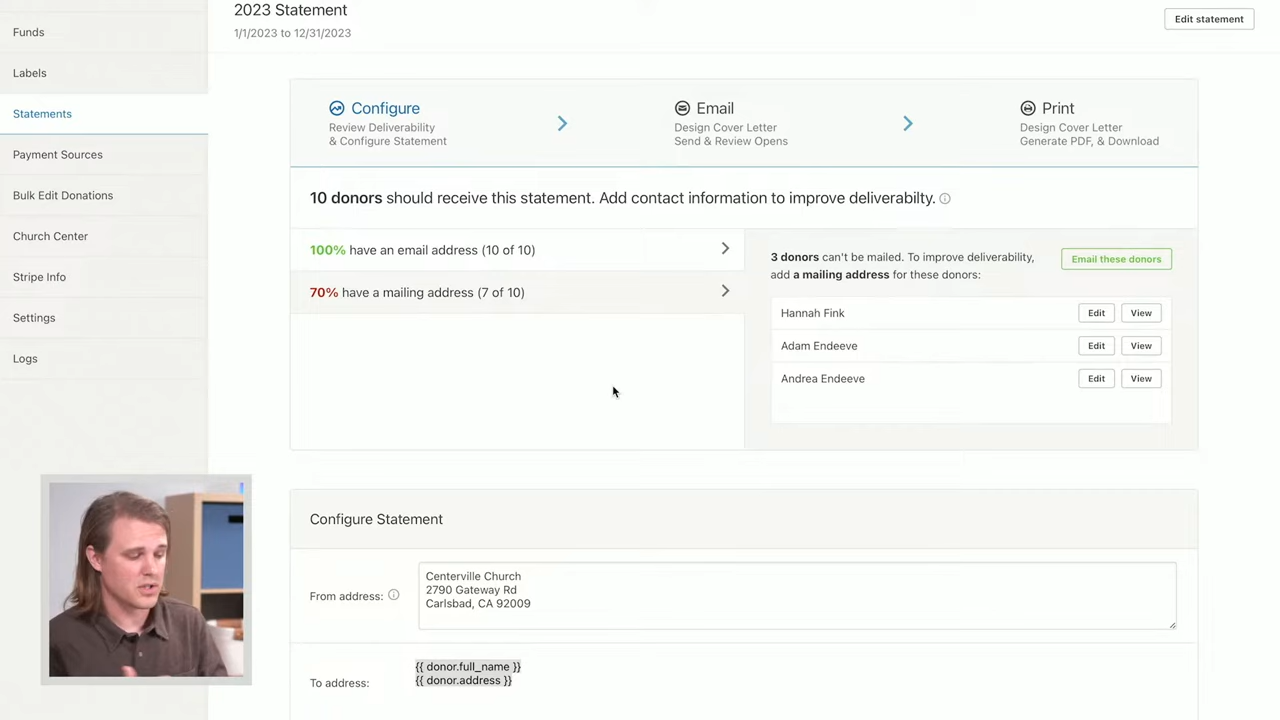 2023 Statement
1/1/2023 to 12/31/2023
Edit statement
Funds
Labels
Statements
Payment Sources
Bulk Edit Donations
Church Center
Stripe Info
Settings
Logs
Configure
Review Deliverability
& Configure Statement
Email
Design Cover Letter
Send & Review Opens
Print
Design Cover Letter
Generate PDF, & Download
10 donors should receive this statement. Add contact information to improve deliverabilty.
100% have an email address (10 of 10)
70% have a mailing address (7 of 10)
3 donors can't be mailed. To improve deliverability,
add a mailing address for these donors:
Email these donors
Hannah Fink
Edit
View
Adam Endeeve
Edit
View
Andrea Endeeve
Edit
View
Configure Statement
From address:
Centerville Church
2790 Gateway Rd
Carlsbad, CA 92009
To address:
{{ donor.full_name }}
{{ donor.address }}